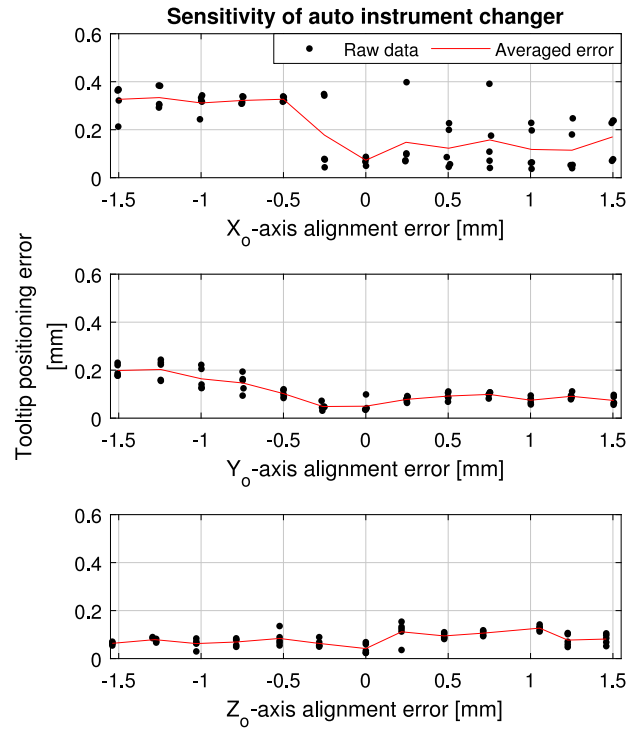 Sensitivity of auto instrument changer
Raw data
Averaged error
0.6
0.4
0.2
0
-1.5 -1 -0.5 0 0.5 1 1.5
Xo-axis alignment error [mm]
0.6
0.4
0.2
0
-1.5 -1 -0.5 0 0.5 1 1.5
Yo-axis alignment error [mm]
Tooltip positioning error
[mm]
0.6
0.4
0.2
0
-1.5 -1 -0.5 0 0.5 1 1.5
Zo-axis alignment error [mm]